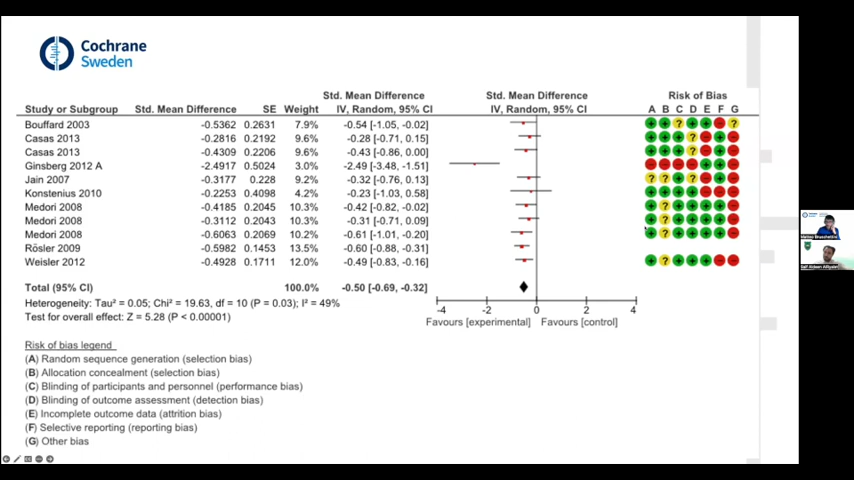 Cochrane
Sweden
Std. Mean Difference Std. Mean Difference Risk of Bias
Study or Subgroup Std. Mean Difference SE Weight IV, Random, 95% CI IV, Random, 95% CI A B C D E F G
Bouffard 2003 -0.5362 0.2631 7.9% -0.54 [-1.05, -0.02] + + ? + + − ?
Casas 2013 -0.2816 0.2192 9.6% -0.28 [-0.71, 0.15] + + + ? − + −
Casas 2013 -0.4309 0.2206 9.6% -0.43 [-0.86, 0.00] + + + ? − + −
Ginsberg 2012 A -2.4917 0.5024 3.0% -2.49 [-3.48, -1.51] − − − − + + −
Jain 2007 -0.3177 0.228 9.2% -0.32 [-0.76, 0.13] ? ? + ? − + −
Konstenius 2010 -0.2253 0.4098 4.2% -0.23 [-1.03, 0.58] + + + + − − −
Medori 2008 -0.4185 0.2045 10.3% -0.42 [-0.82, -0.02] + ? + + + + −
Medori 2008 -0.3112 0.2043 10.3% -0.31 [-0.71, 0.09] + ? + + + + −
Medori 2008 -0.6063 0.2069 10.2% -0.61 [-1.01, -0.20] + ? + + + + −
Rösler 2009 -0.5982 0.1453 13.5% -0.60 [-0.88, -0.31]
Weisler 2012 -0.4928 0.1711 12.0% -0.49 [-0.83, -0.16] + ? + + + − −
Total (95% CI) 100.0% -0.50 [-0.69, -0.32]
Heterogeneity: Tau² = 0.05; Chi² = 19.63, df = 10 (P = 0.03); I² = 49%
Test for overall effect: Z = 5.28 (P < 0.00001)
-4 -2 0 2 4
Favours [experimental] Favours [control]
Risk of bias legend
(A) Random sequence generation (selection bias)
(B) Allocation concealment (selection bias)
(C) Blinding of participants and personnel (performance bias)
(D) Blinding of outcome assessment (detection bias)
(E) Incomplete outcome data (attrition bias)
(F) Selective reporting (reporting bias)
(G) Other bias